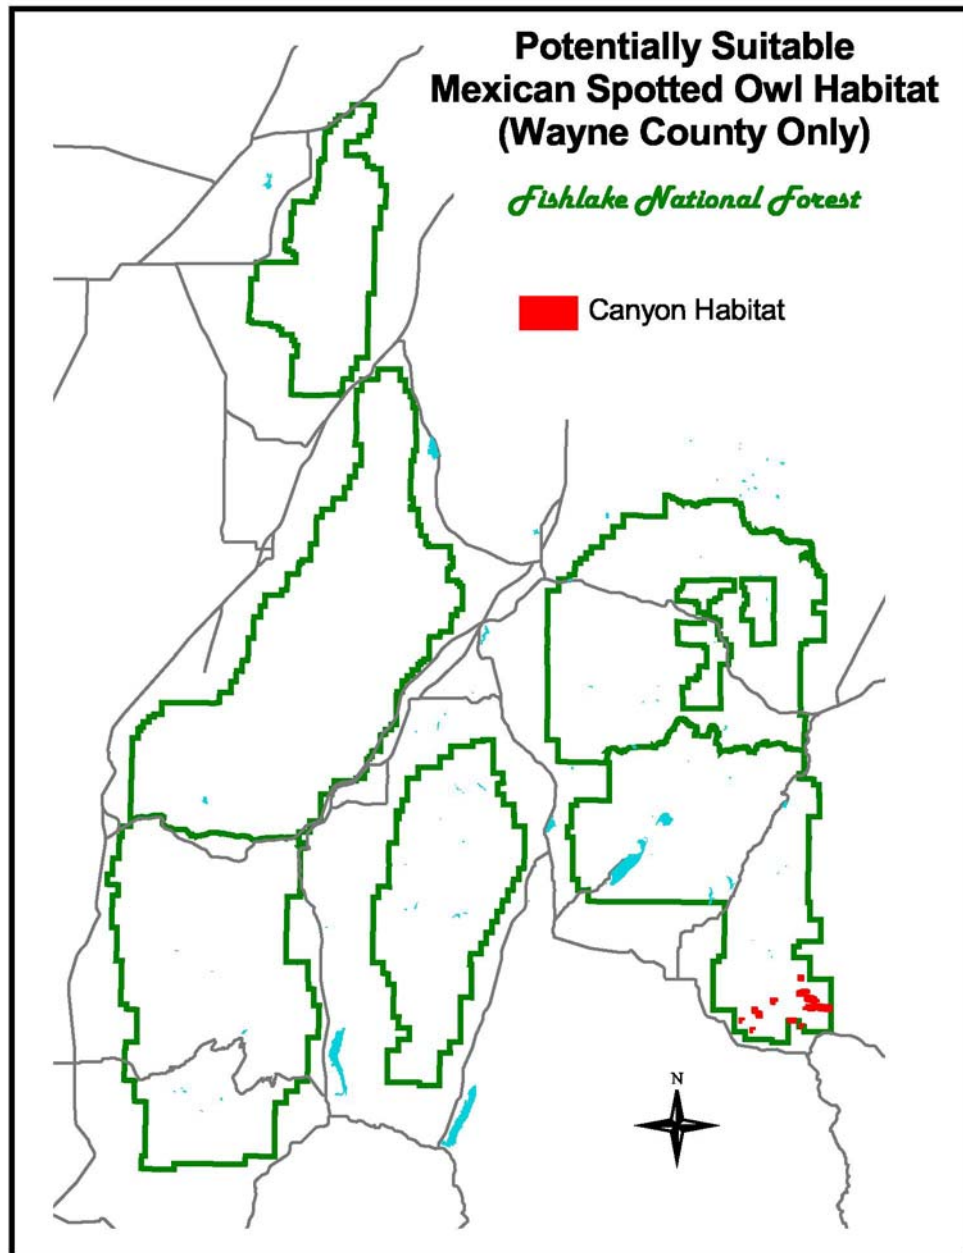 Potentially Suitable
Mexican Spotted Owl Habitat
(Wayne County Only)
Fishlake National Forest
Canyon Habitat
N